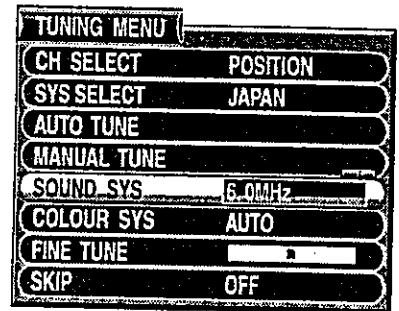 TUNING MENU
CH SELECT POSITION
SYS SELECT JAPAN
AUTO TUNE
MANUAL TUNE
SOUND SYS 6.0MHz
COLOUR SYS AUTO
FINE TUNE
SKIP OFF